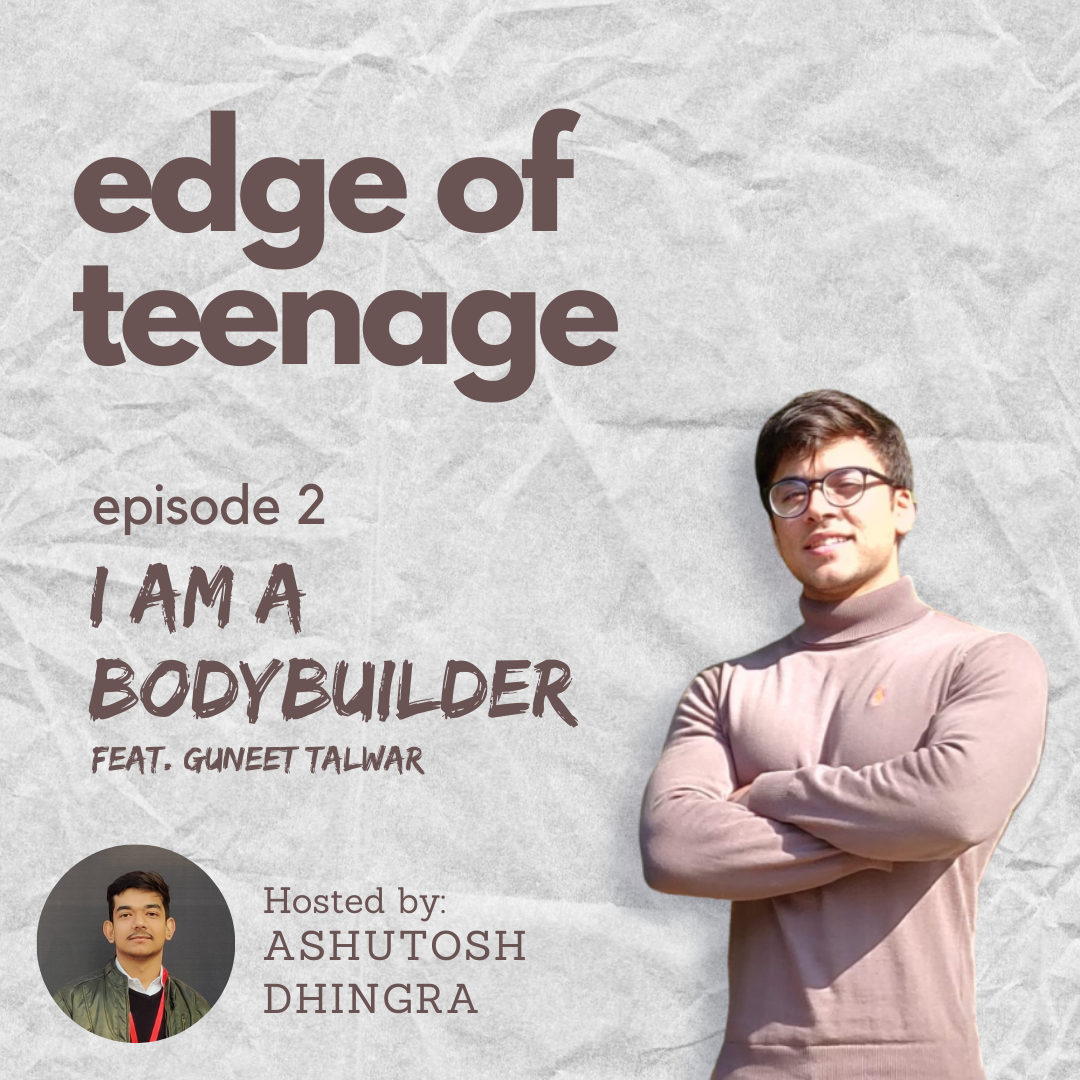 edge of
teenage
episode 2
I AM A
BODYBUILDER
FEAT. GUNEET TALWAR
Hosted by:
ASHUTOSH
DHINGRA